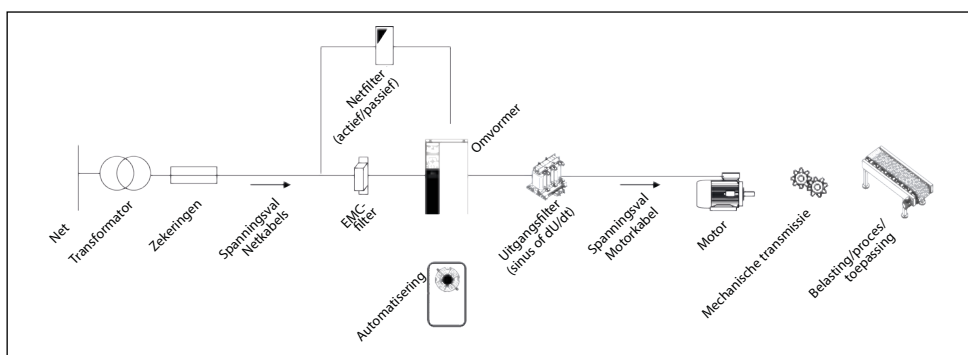 Netfilter
(actief/passief)
Omvormer
Net
Transformator
Zekeringen
Spanningsval
Netkabels
EMC-
filter
Uitgangsfilter
(sinus of dU/dt)
Spanningsval
Motorkabel
Motor
Mechanische transmissie
Belasting/proces/
toepassing
Automatisering